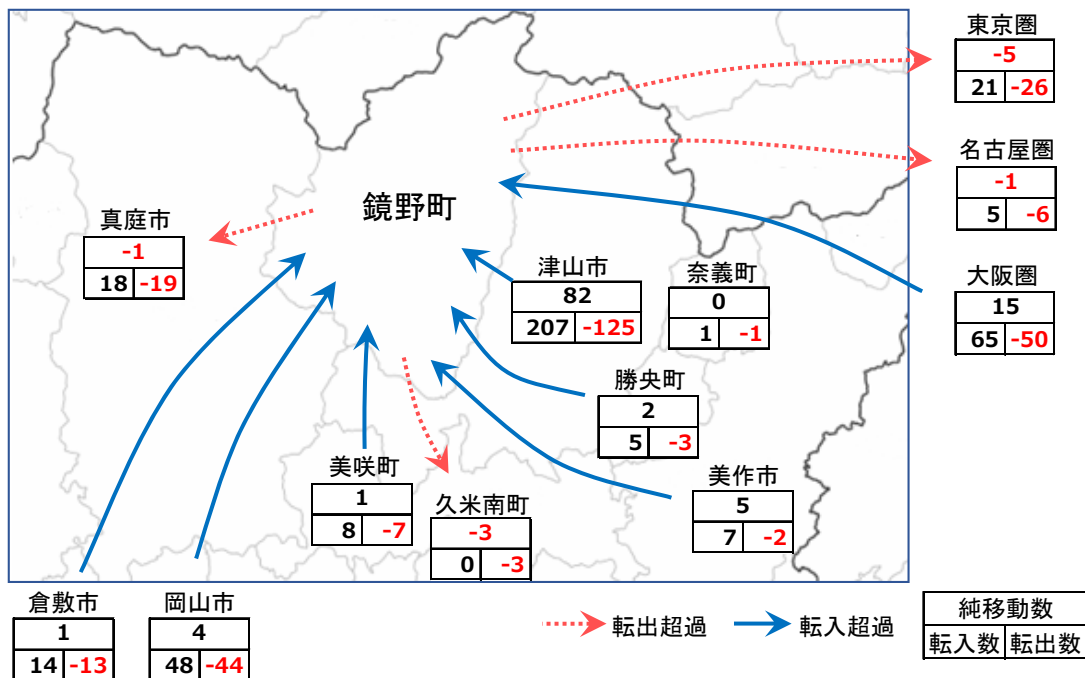 東京圏
-5
21 -26
名古屋圏
-1
5 -6
鏡野町
真庭市
-1
18 -19
津山市
82
207 -125
奈義町
0
1 -1
大阪圏
15
65 -50
勝央町
2
5 -3
美咲町
1
8 -7
久米南町
-3
0 -3
美作市
5
7 -2
倉敷市
1
14 -13
岡山市
4
48 -44
転出超過
転入超過
純移動数
転入数 転出数